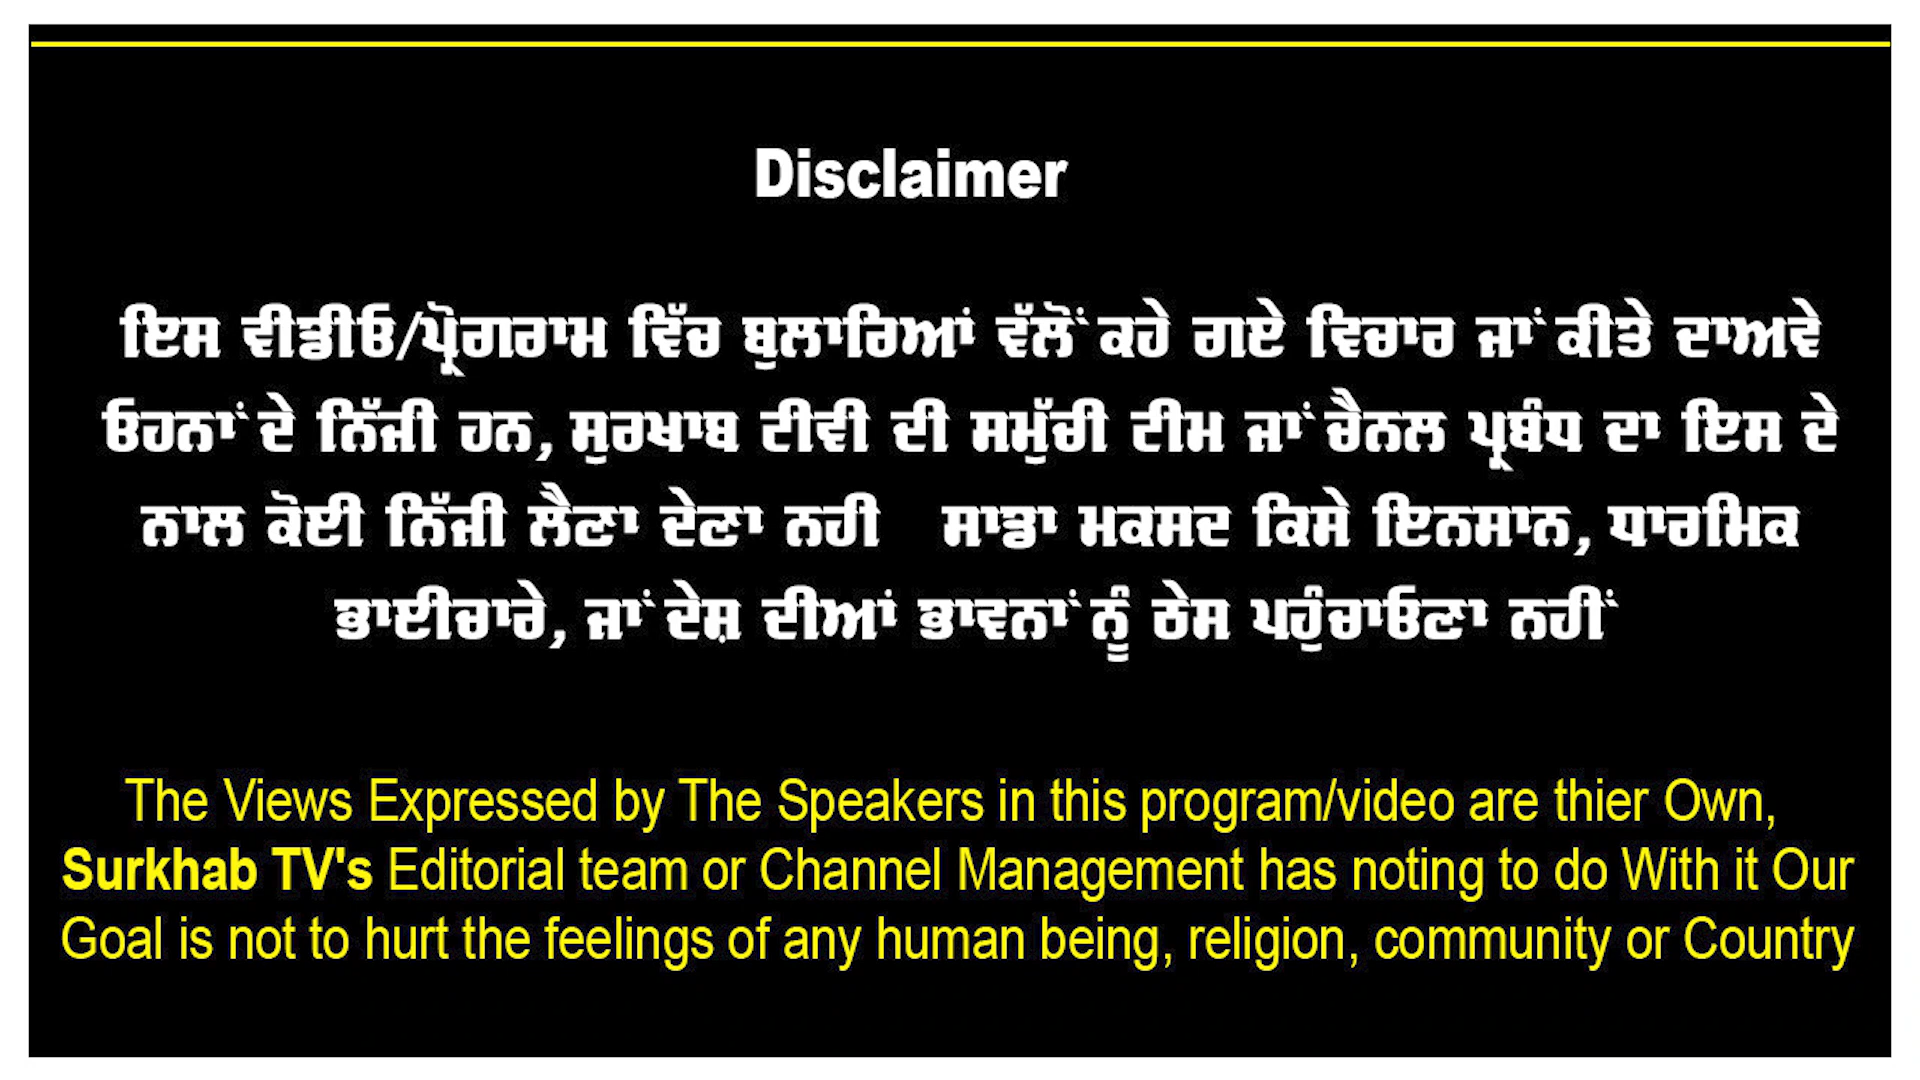 Disclaimer
ਇਸ ਵੀਡੀਓ/ਪ੍ਰੋਗਰਾਮ ਵਿੱਚ ਬੁਲਾਰਿਆਂ ਵੱਲੋਂ ਕਹੇ ਗਏ ਵਿਚਾਰ ਜਾਂ ਕੀਤੇ ਦਾਅਵੇ
ਓਹਨਾਂ ਦੇ ਨਿੱਜੀ ਹਨ, ਸੁਰਖਾਬ ਟੀਵੀ ਦੀ ਸਮੁੱਚੀ ਟੀਮ ਜਾਂ ਚੈਨਲ ਪ੍ਰਬੰਧ ਦਾ ਇਸ ਦੇ
ਨਾਲ ਕੋਈ ਨਿੱਜੀ ਲੈਣਾ ਦੇਣਾ ਨਹੀ ਸਾਡਾ ਮਕਸਦ ਕਿਸੇ ਇਨਸਾਨ, ਧਾਰਮਿਕ
ਭਾਈਚਾਰੇ, ਜਾਂ ਦੇਸ਼ ਦੀਆਂ ਭਾਵਨਾਂ ਨੂੰ ਠੇਸ ਪਹੁੰਚਾਓਣਾ ਨਹੀਂ
The Views Expressed by The Speakers in this program/video are thier Own,
Surkhab TV's Editorial team or Channel Management has noting to do With it Our
Goal is not to hurt the feelings of any human being, religion, community or Country